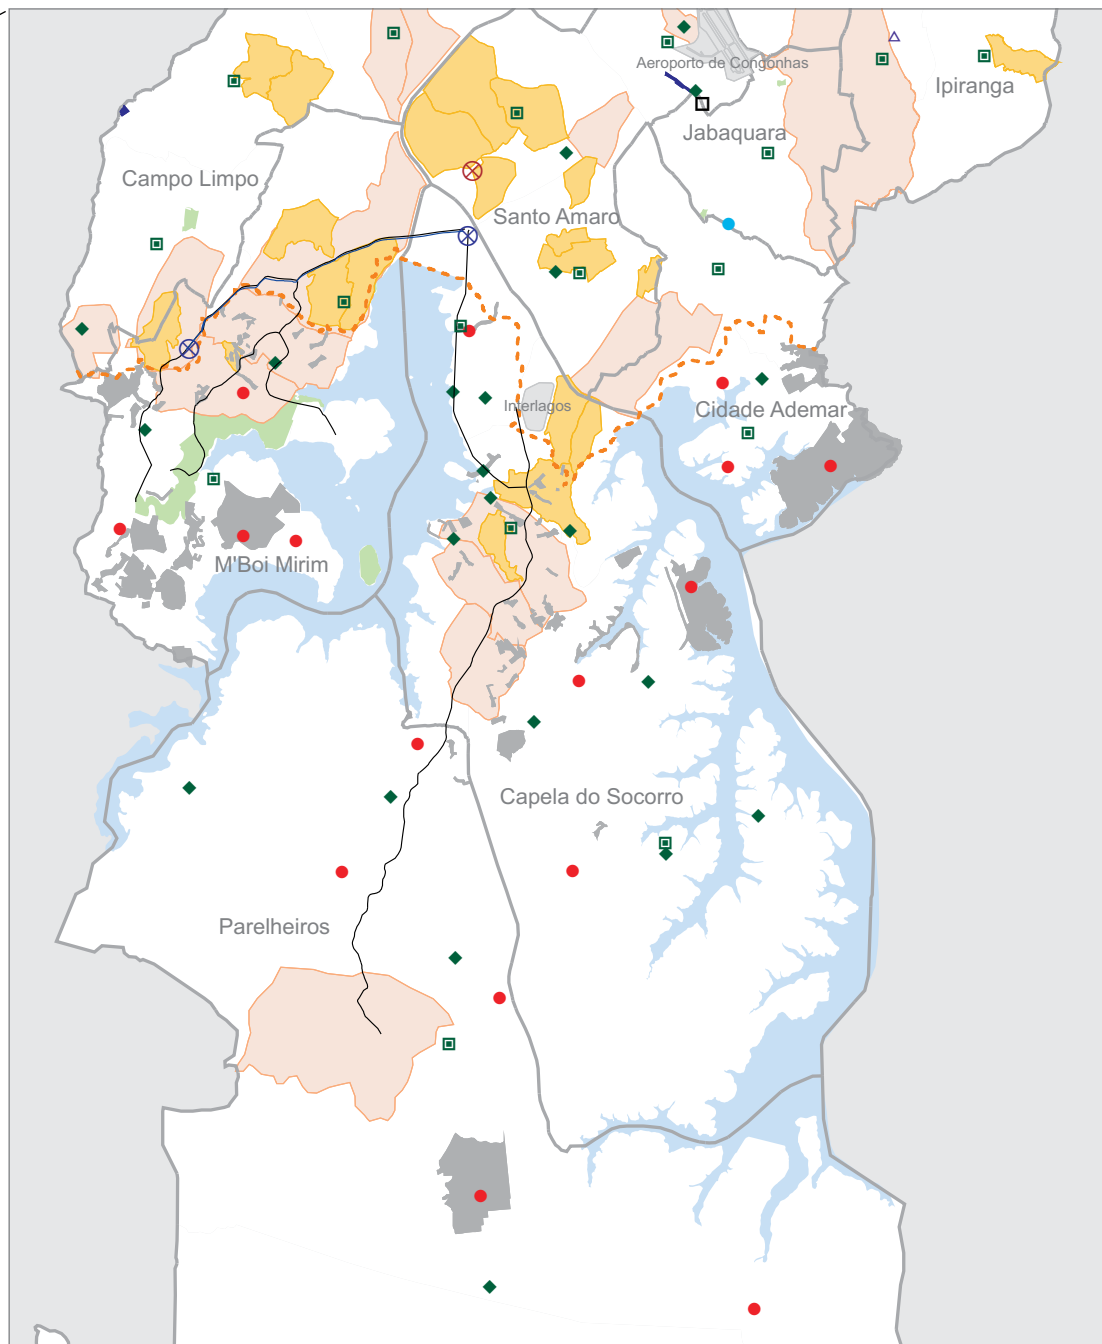 Aeroporto de Congonhas
Ipiranga
Jabaquara
Campo Limpo
Santo Amaro
Interlagos
Cidade Ademar
M'Boi Mirim
Capela do Socorro
Parelheiros